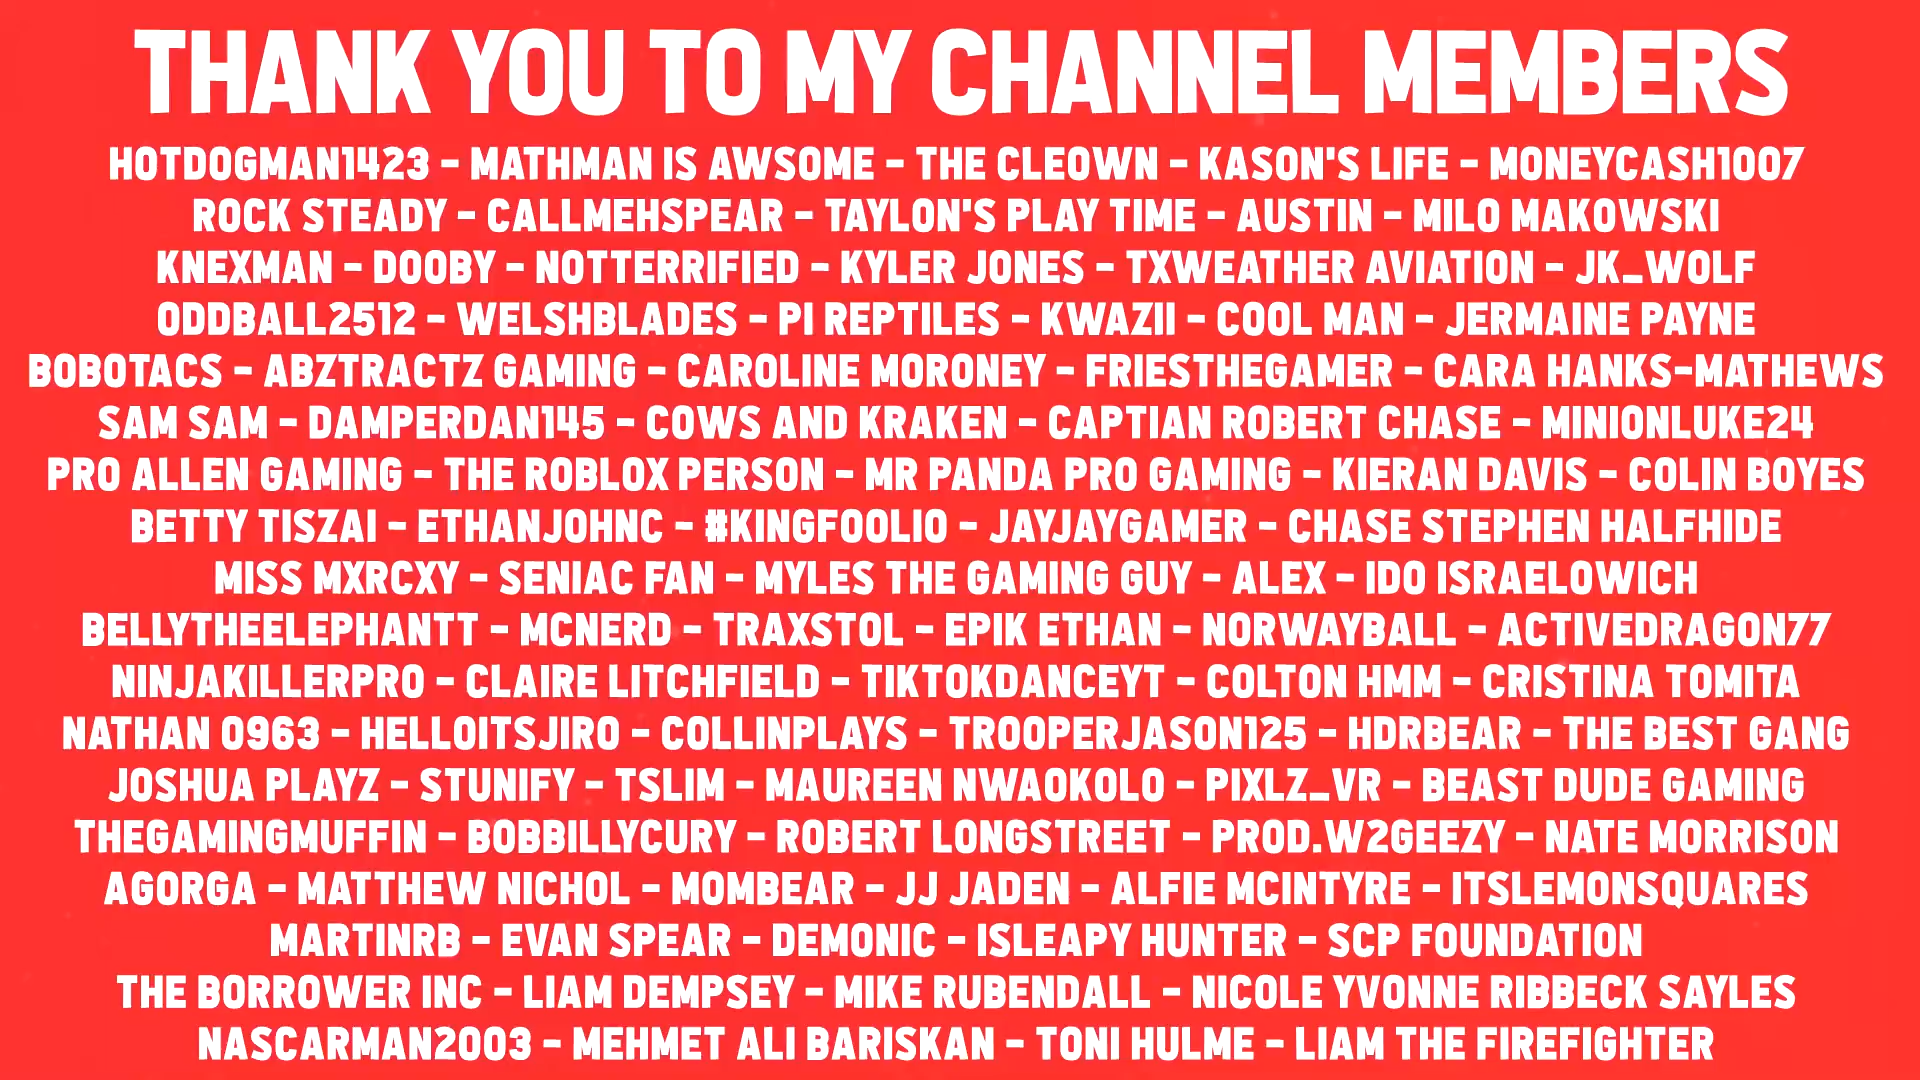 THANK YOU TO MY CHANNEL MEMBERS
HOTDOGMAN1423 - MATHMAN IS AWSOME - THE CLEOWN - KASON'S LIFE - MONEYCASH1007
ROCK STEADY - CALLMEHSPEAR - TAYLON'S PLAY TIME - AUSTIN - MILO MAKOWSKI
KNEXMAN - DOOBY - NOTTERRIFIED - KYLER JONES - TXWEATHER AVIATION - JK_WOLF
ODDBALL2512 - WELSHBLADES - PI REPTILES - KWAZII - COOL MAN - JERMAINE PAYNE
BOBOTACS - ABZTRACTZ GAMING - CAROLINE MORONEY - FRIESTHEGAMER - CARA HANKS-MATHEWS
SAM SAM - DAMPERDAN145 - COWS AND KRAKEN - CAPTIAN ROBERT CHASE - MINIONLUKE24
PRO ALLEN GAMING - THE ROBLOX PERSON - MR PANDA PRO GAMING - KIERAN DAVIS - COLIN BOYES
BETTY TISZAI - ETHANJOHNC - #KINGFOOLIO - JAYJAYGAMER - CHASE STEPHEN HALFHIDE
MISS MXRCXY - SENIAC FAN - MYLES THE GAMING GUY - ALEX - IDO ISRAELOWICH
BELLYTHEELEPHANTT - MCNERD - TRAXSTOL - EPIK ETHAN - NORWAYBALL - ACTIVEDRAGON77
NINJAKILLERPRO - CLAIRE LITCHFIELD - TIKTOKDANCEYT - COLTON HMM - CRISTINA TOMITA
NATHAN 0963 - HELLOITSJIRO - COLLINPLAYS - TROOPERJASON125 - HDRBEAR - THE BEST GANG
JOSHUA PLAYZ - STUNIFY - TSLIM - MAUREEN NWAOKOLO - PIXLZ_VR - BEAST DUDE GAMING
THEGAMINGMUFFIN - BOBBILLYCURY - ROBERT LONGSTREET - PROD.W2GEEZY - NATE MORRISON
AGORGA - MATTHEW NICHOL - MOMBEAR - JJ JADEN - ALFIE MCINTYRE - ITSLEMONSQUARES
MARTINRB - EVAN SPEAR - DEMONIC - ISLEAPY HUNTER - SCP FOUNDATION
THE BORROWER INC - LIAM DEMPSEY - MIKE RUBENDALL - NICOLE YVONNE RIBBECK SAYLES
NASCARMAN2003 - MEHMET ALI BARISKAN - TONI HULME - LIAM THE FIREFIGHTER